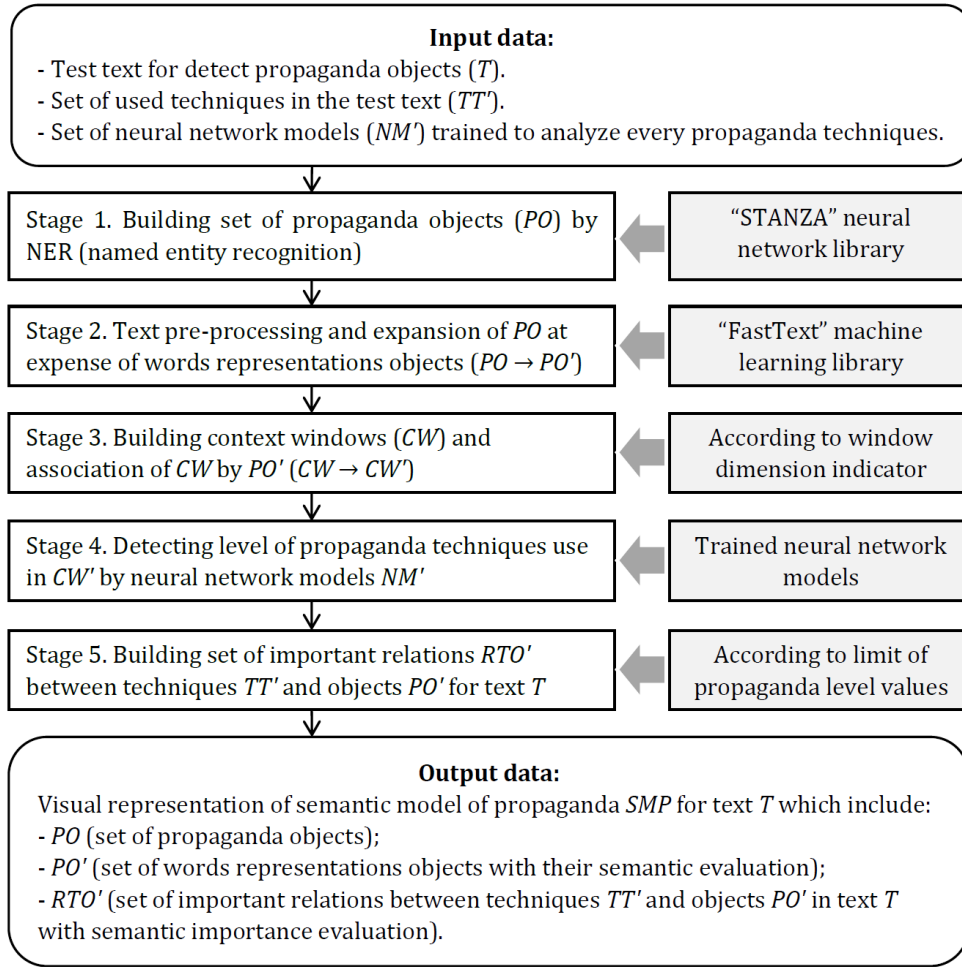 Input data:
- Test text for detect propaganda objects (T).
- Set of used techniques in the test text (TT′).
- Set of neural network models (NM′) trained to analyze every propaganda techniques.
Stage 1. Building set of propaganda objects (PO) by
NER (named entity recognition)
“STANZA” neural
network library
Stage 2. Text pre-processing and expansion of PO at
expense of words representations objects (PO → PO′)
“FastText” machine
learning library
Stage 3. Building context windows (CW) and
association of CW by PO′ (CW → CW′)
According to window
dimension indicator
Stage 4. Detecting level of propaganda techniques use
in CW′ by neural network models NM′
Trained neural network
models
Stage 5. Building set of important relations RTO′
between techniques TT′ and objects PO′ for text T
According to limit of
propaganda level values
Output data:
Visual representation of semantic model of propaganda SMP for text T which include:
- PO (set of propaganda objects);
- PO′ (set of words representations objects with their semantic evaluation);
- RTO′ (set of important relations between techniques TT′ and objects PO′ in text T
with semantic importance evaluation).